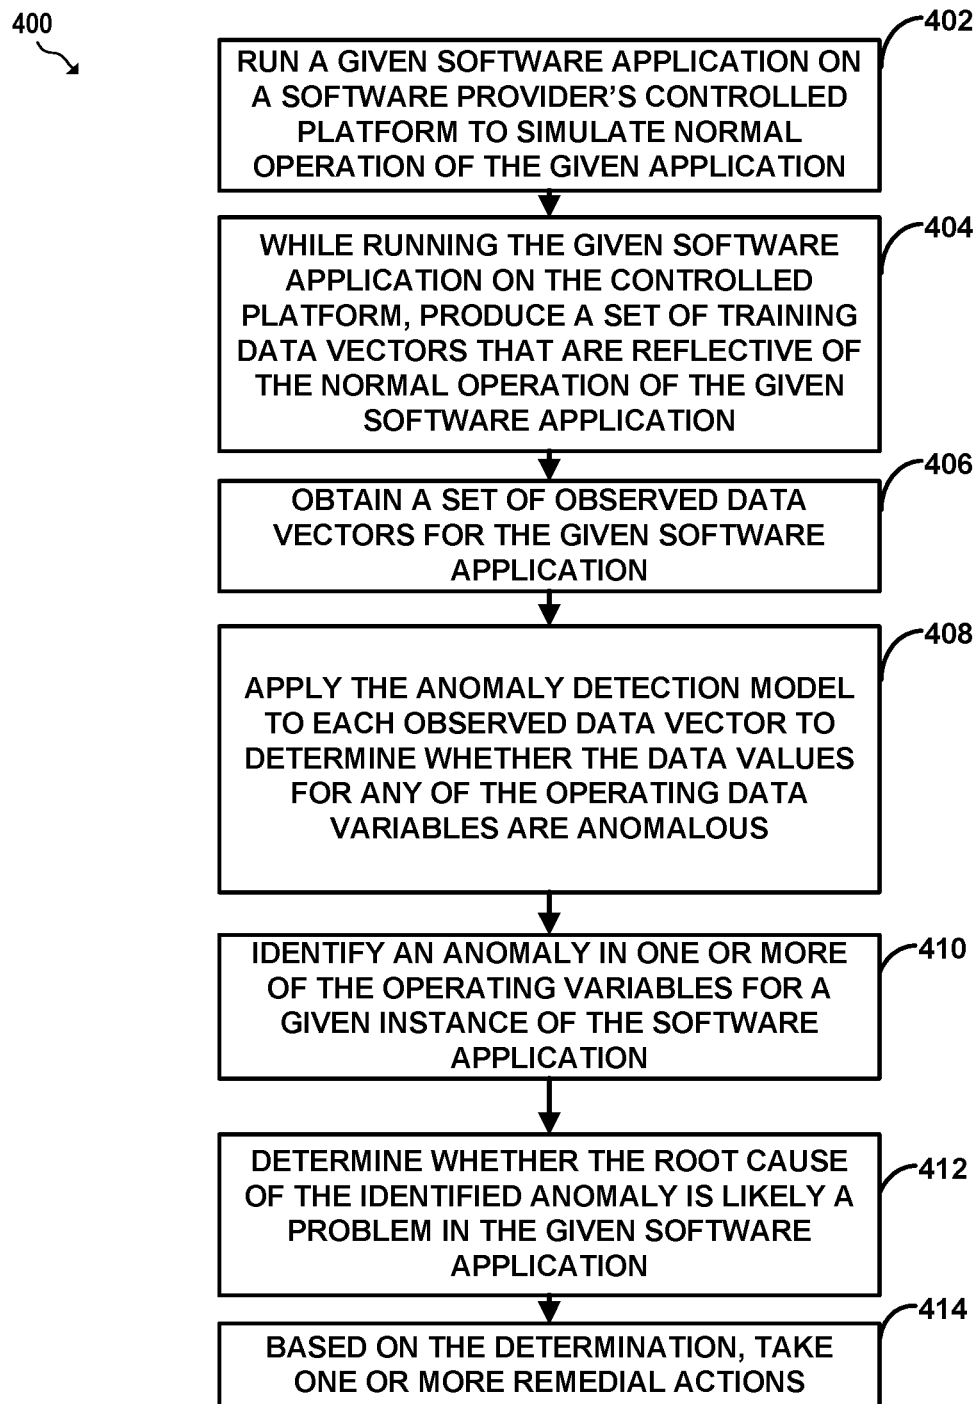 400
402
RUN A GIVEN SOFTWARE APPLICATION ON
A SOFTWARE PROVIDER'S CONTROLLED
PLATFORM TO SIMULATE NORMAL
OPERATION OF THE GIVEN APPLICATION
404
WHILE RUNNING THE GIVEN SOFTWARE
APPLICATION ON THE CONTROLLED
PLATFORM, PRODUCE A SET OF TRAINING
DATA VECTORS THAT ARE REFLECTIVE OF
THE NORMAL OPERATION OF THE GIVEN
SOFTWARE APPLICATION
406
OBTAIN A SET OF OBSERVED DATA
VECTORS FOR THE GIVEN SOFTWARE
APPLICATION
408
APPLY THE ANOMALY DETECTION MODEL
TO EACH OBSERVED DATA VECTOR TO
DETERMINE WHETHER THE DATA VALUES
FOR ANY OF THE OPERATING DATA
VARIABLES ARE ANOMALOUS
410
IDENTIFY AN ANOMALY IN ONE OR MORE
OF THE OPERATING VARIABLES FOR A
GIVEN INSTANCE OF THE SOFTWARE
APPLICATION
412
DETERMINE WHETHER THE ROOT CAUSE
OF THE IDENTIFIED ANOMALY IS LIKELY A
PROBLEM IN THE GIVEN SOFTWARE
APPLICATION
414
BASED ON THE DETERMINATION, TAKE
ONE OR MORE REMEDIAL ACTIONS